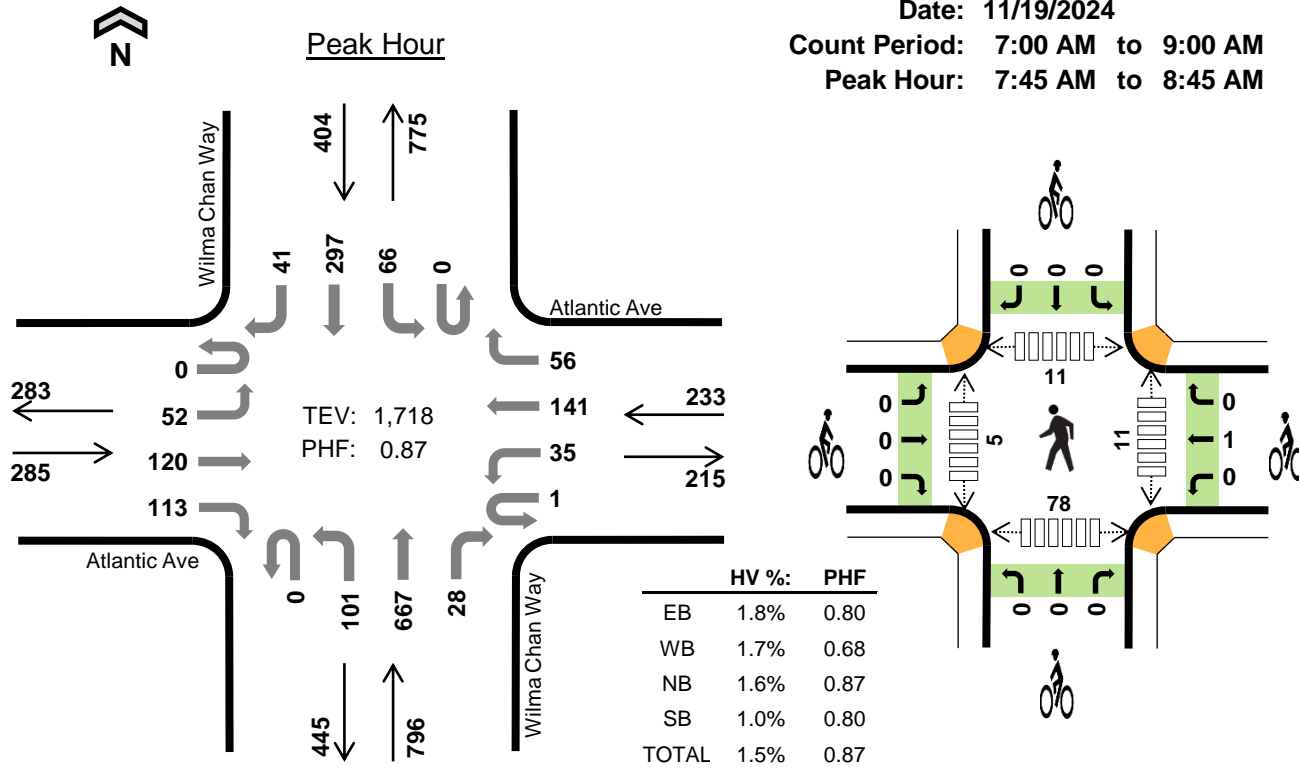 N
Peak Hour
Date: 11/19/2024
Count Period: 7:00 AM to 9:00 AM
Peak Hour: 7:45 AM to 8:45 AM
404
775
Wilma Chan Way
41
297
66
0
Atlantic Ave
0
52
120
113
283
285
TEV: 1,718
PHF: 0.87
56
141
35
1
233
215
Atlantic Ave
0
101
667
28
Wilma Chan Way
445
796
0
0
0
11
0
0
0
5
11
0
1
0
78
0
0
0
HV %: PHF
EB 1.8% 0.80
WB 1.7% 0.68
NB 1.6% 0.87
SB 1.0% 0.80
TOTAL 1.5% 0.87